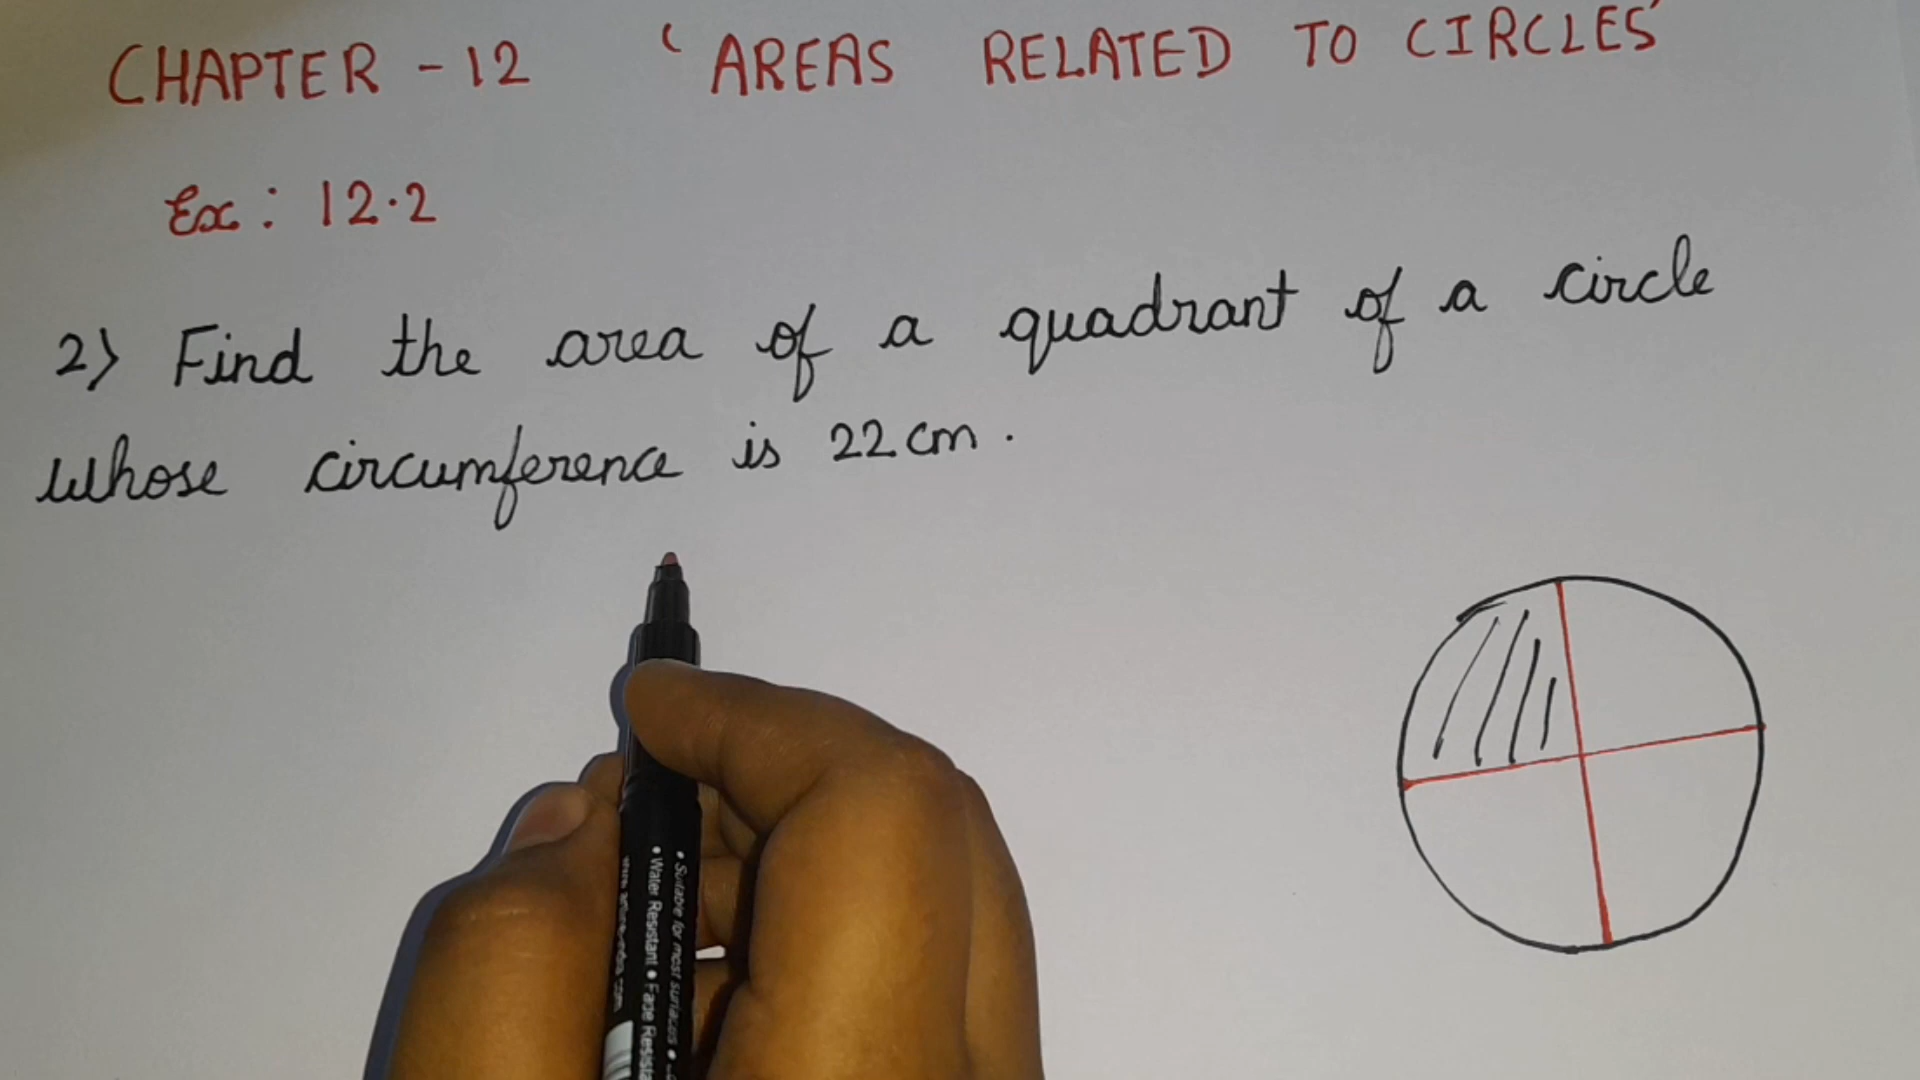 CHAPTER - 12 ‘ AREAS RELATED TO CIRCLES’
Ex : 12.2
2) Find the area of a quadrant of a circle
whose circumference is 22 cm .
• Suitable for most surfaces •
• Water Resistant • Fade Resista